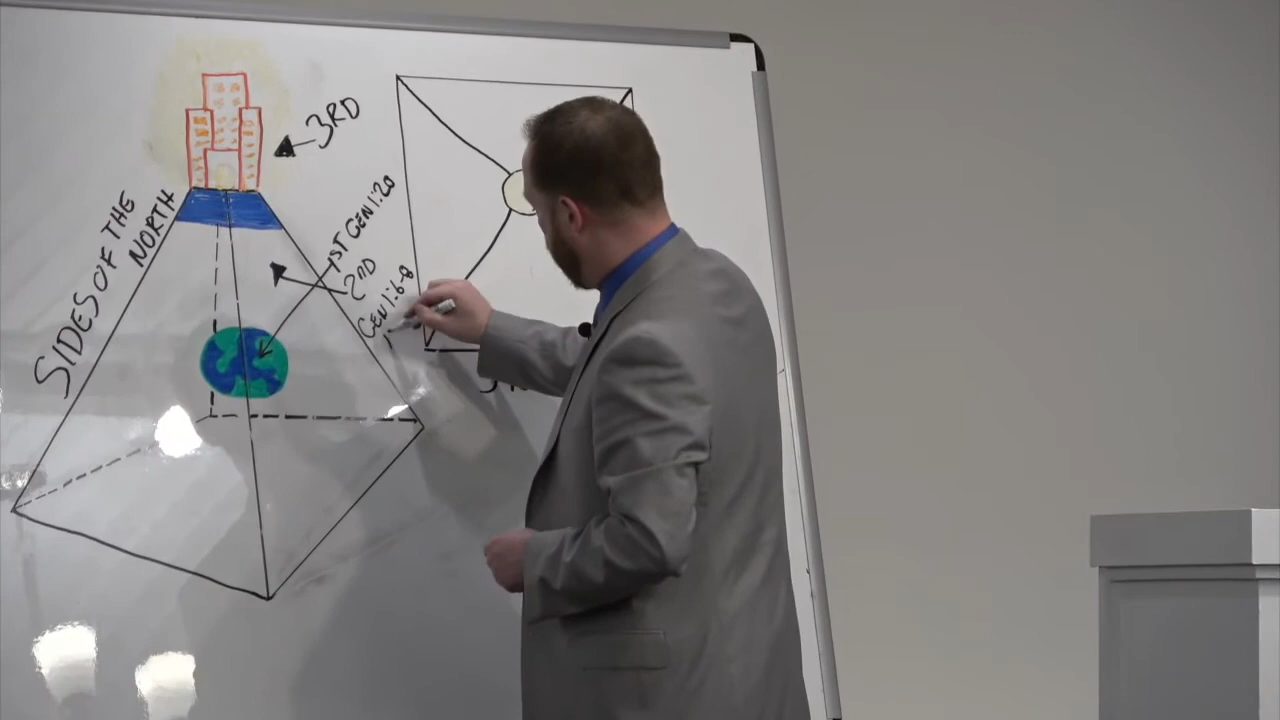 3RD
SIDES OF THE
NORTH
1ST GEN 1:20
2ND
GEN 1:6-8